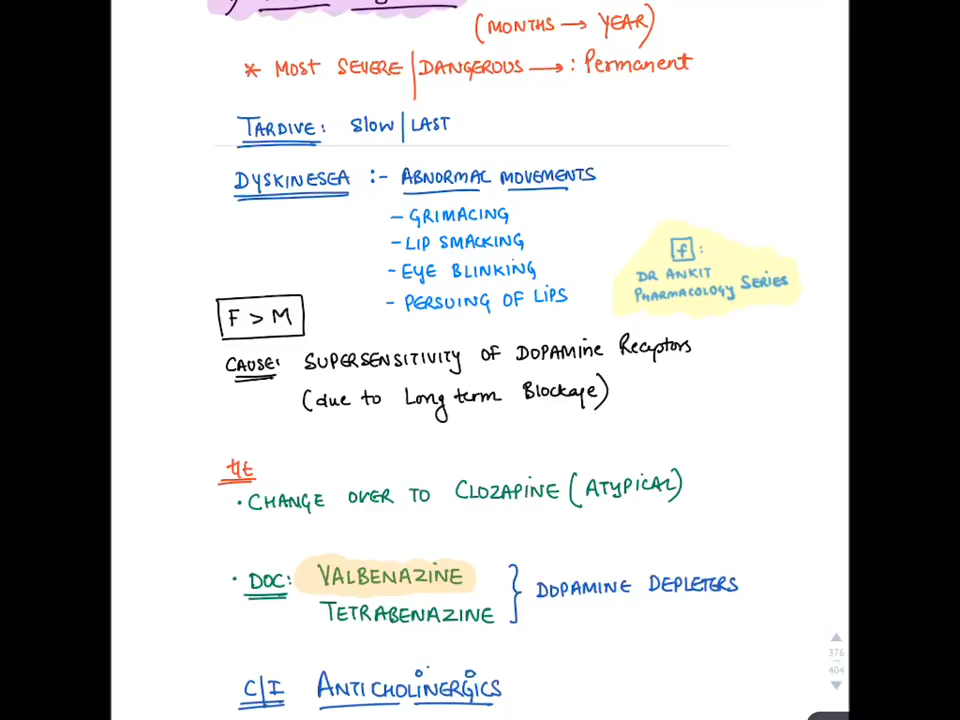 (MONTHS → YEAR)
* MOST SEVERE | DANGEROUS → : Permanent
TARDIVE: Slow | LAST
DYSKINESEA :- ABNORMAL MOVEMENTS
- GRIMACING
- LIP SMACKING
- EYE BLINKING
- PERSUING OF LIPS
f :
DR ANKIT
PHARMACOLOGY SERIES
F > M
CAUSE: SUPERSENSITIVITY OF DOPAMINE Receptors
(due to Long term Blockage)
• CHANGE OVER TO CLOZAPINE (ATYPICAL)
• DOC: VALBENAZINE
TETRABENAZINE } DOPAMINE DEPLETERS
C/I ANTICHOLINERGICS
376
404